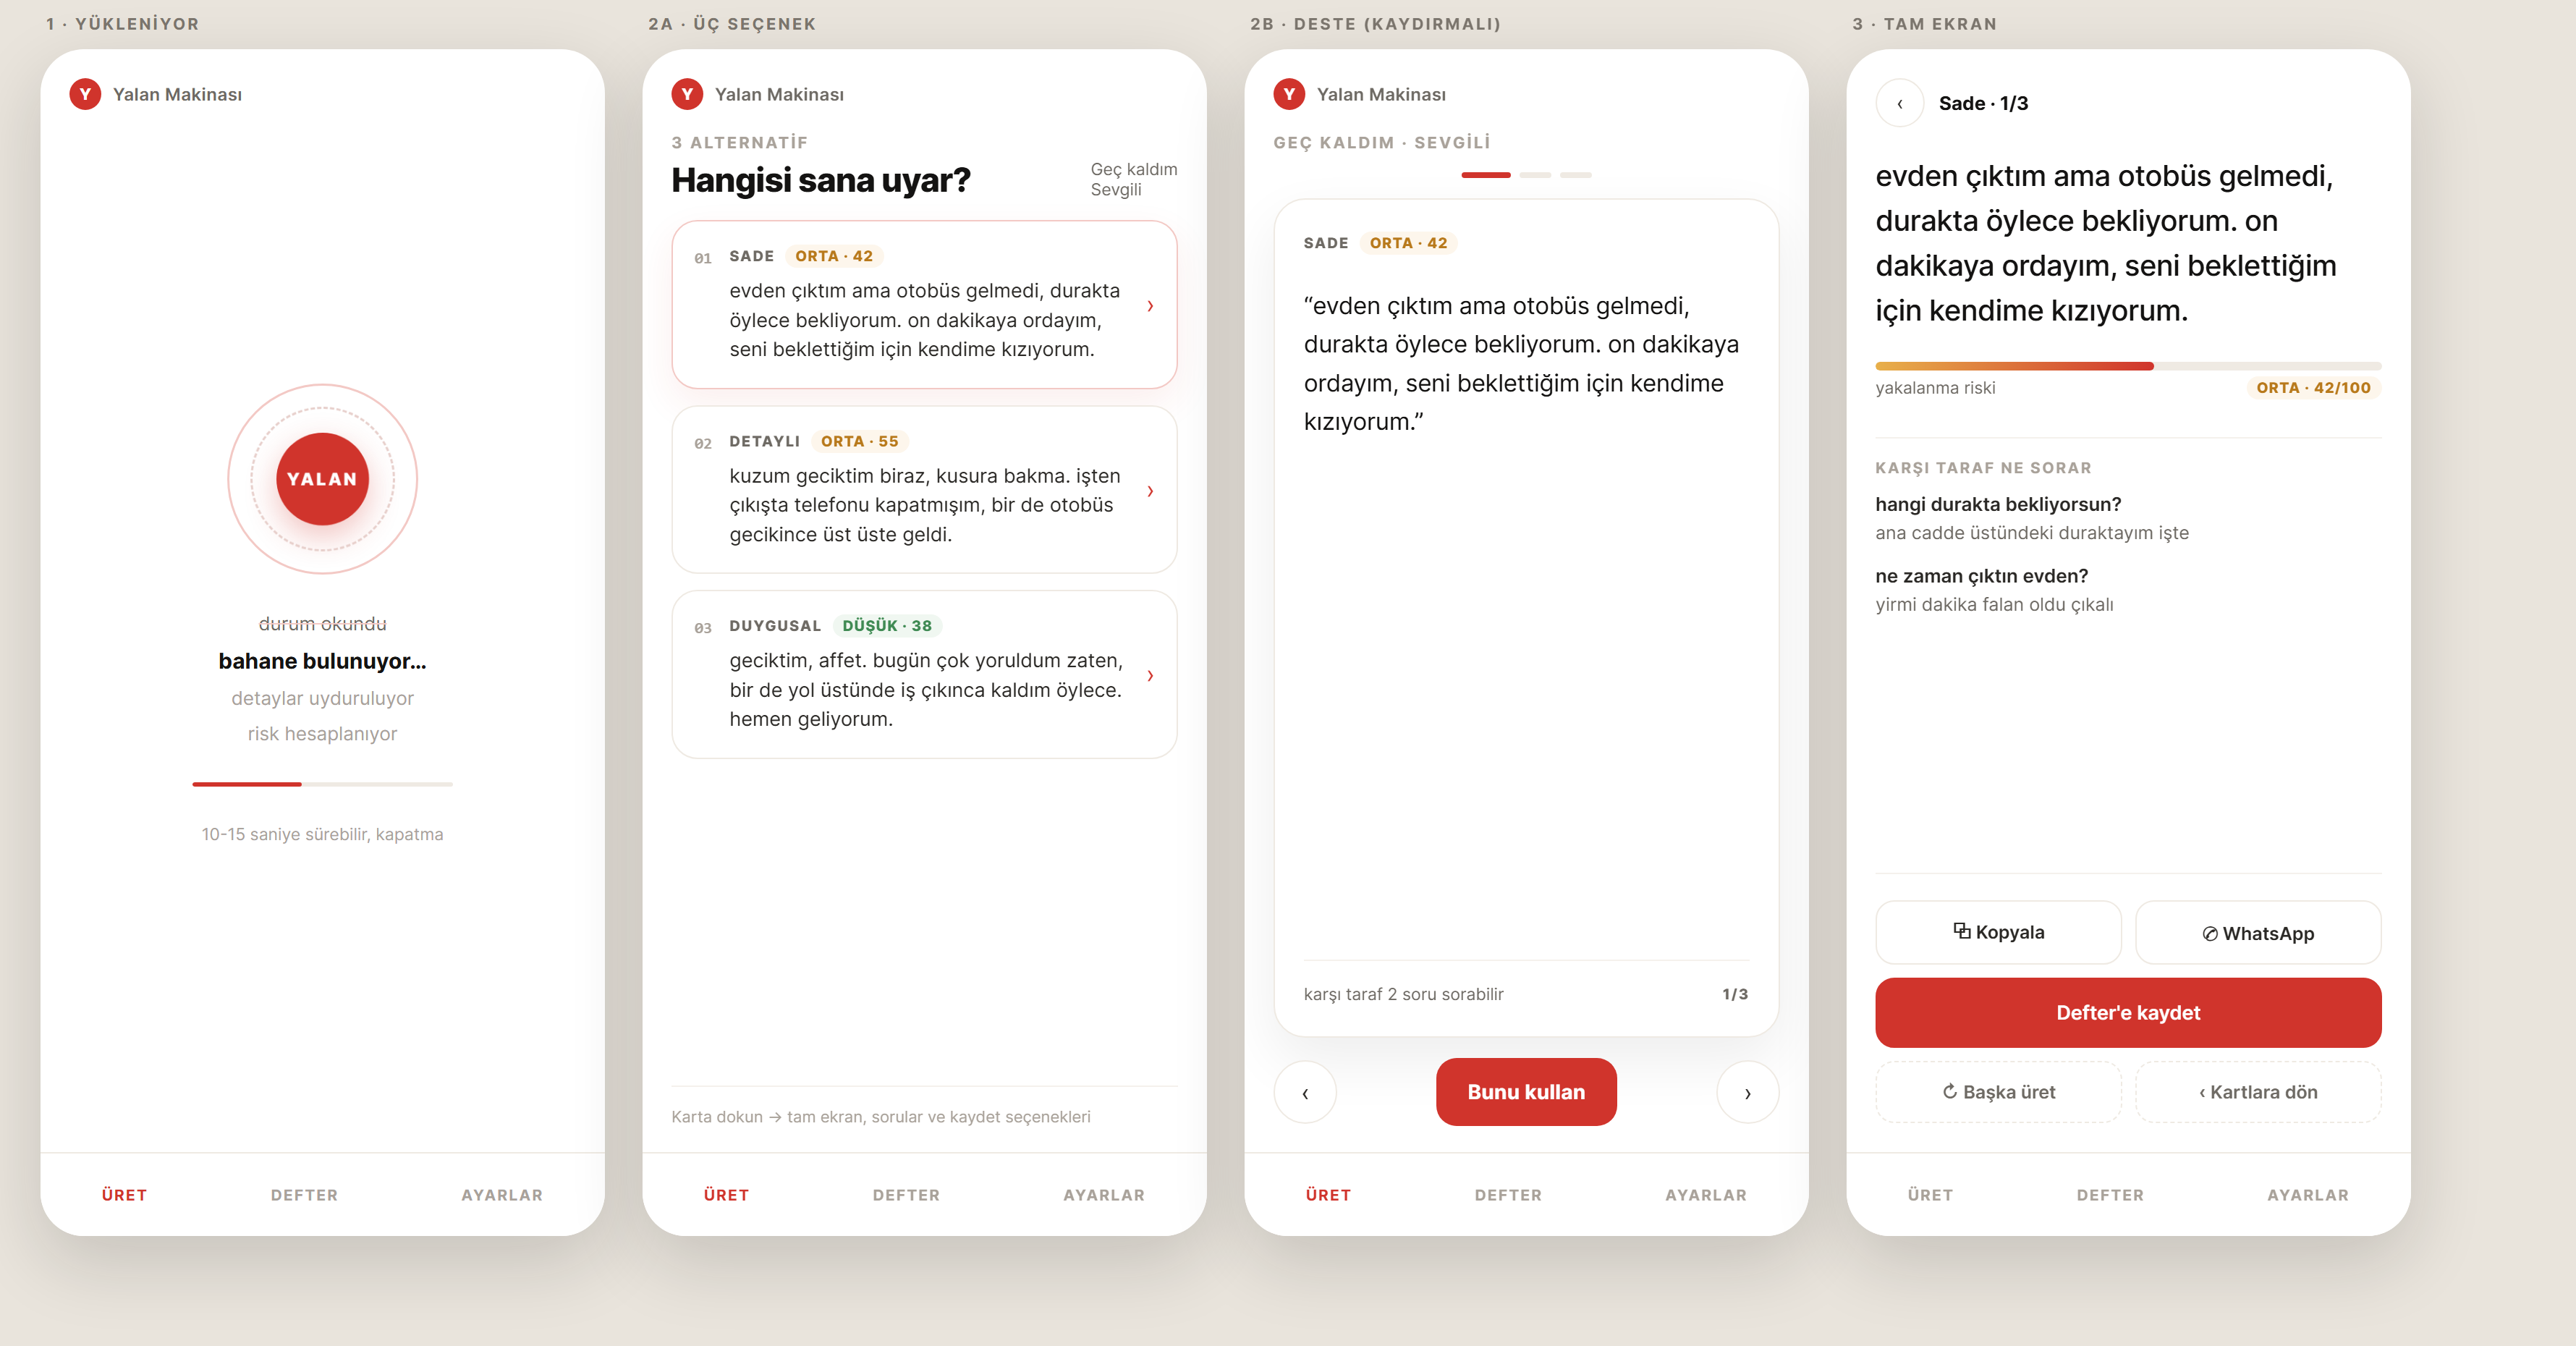 1 · YÜKLENİYOR
Y Yalan Makinası
YALAN
durum okundu
bahane bulunuyor...
detaylar uyduruluyor
risk hesaplanıyor
10-15 saniye sürebilir, kapatma
ÜRET DEFTER AYARLAR
2A · ÜÇ SEÇENEK
Y Yalan Makinası
3 ALTERNATİF
Hangisi sana uyar?
Geç kaldım
Sevgili
01 SADE ORTA · 42
evden çıktım ama otobüs gelmedi, durakta
öylece bekliyorum. on dakikaya ordayım,
seni beklettiğim için kendime kızıyorum.
›
02 DETAYLI ORTA · 55
kuzum geciktim biraz, kusura bakma. işten
çıkışta telefonu kapatmışım, bir de otobüs
gecikince üst üste geldi.
›
03 DUYGUSAL DÜŞÜK · 38
geciktim, affet. bugün çok yoruldum zaten,
bir de yol üstünde iş çıkınca kaldım öylece.
hemen geliyorum.
›
Karta dokun → tam ekran, sorular ve kaydet seçenekleri
ÜRET DEFTER AYARLAR
2B · DESTE (KAYDIRMALI)
Y Yalan Makinası
GEÇ KALDIM · SEVGİLİ
SADE ORTA · 42
“evden çıktım ama otobüs gelmedi,
durakta öylece bekliyorum. on dakikaya
ordayım, seni beklettiğim için kendime
kızıyorum.”
karşı taraf 2 soru sorabilir 1/3
‹ Bunu kullan ›
ÜRET DEFTER AYARLAR
3 · TAM EKRAN
‹ Sade · 1/3
evden çıktım ama otobüs gelmedi,
durakta öylece bekliyorum. on
dakikaya ordayım, seni beklettiğim
için kendime kızıyorum.
yakalanma riski ORTA · 42/100
KARŞI TARAF NE SORAR
hangi durakta bekliyorsun?
ana cadde üstündeki duraktayım işte
ne zaman çıktın evden?
yirmi dakika falan oldu çıkalı
⧉ Kopyala ✆ WhatsApp
Defter'e kaydet
↻ Başka üret ‹ Kartlara dön
ÜRET DEFTER AYARLAR